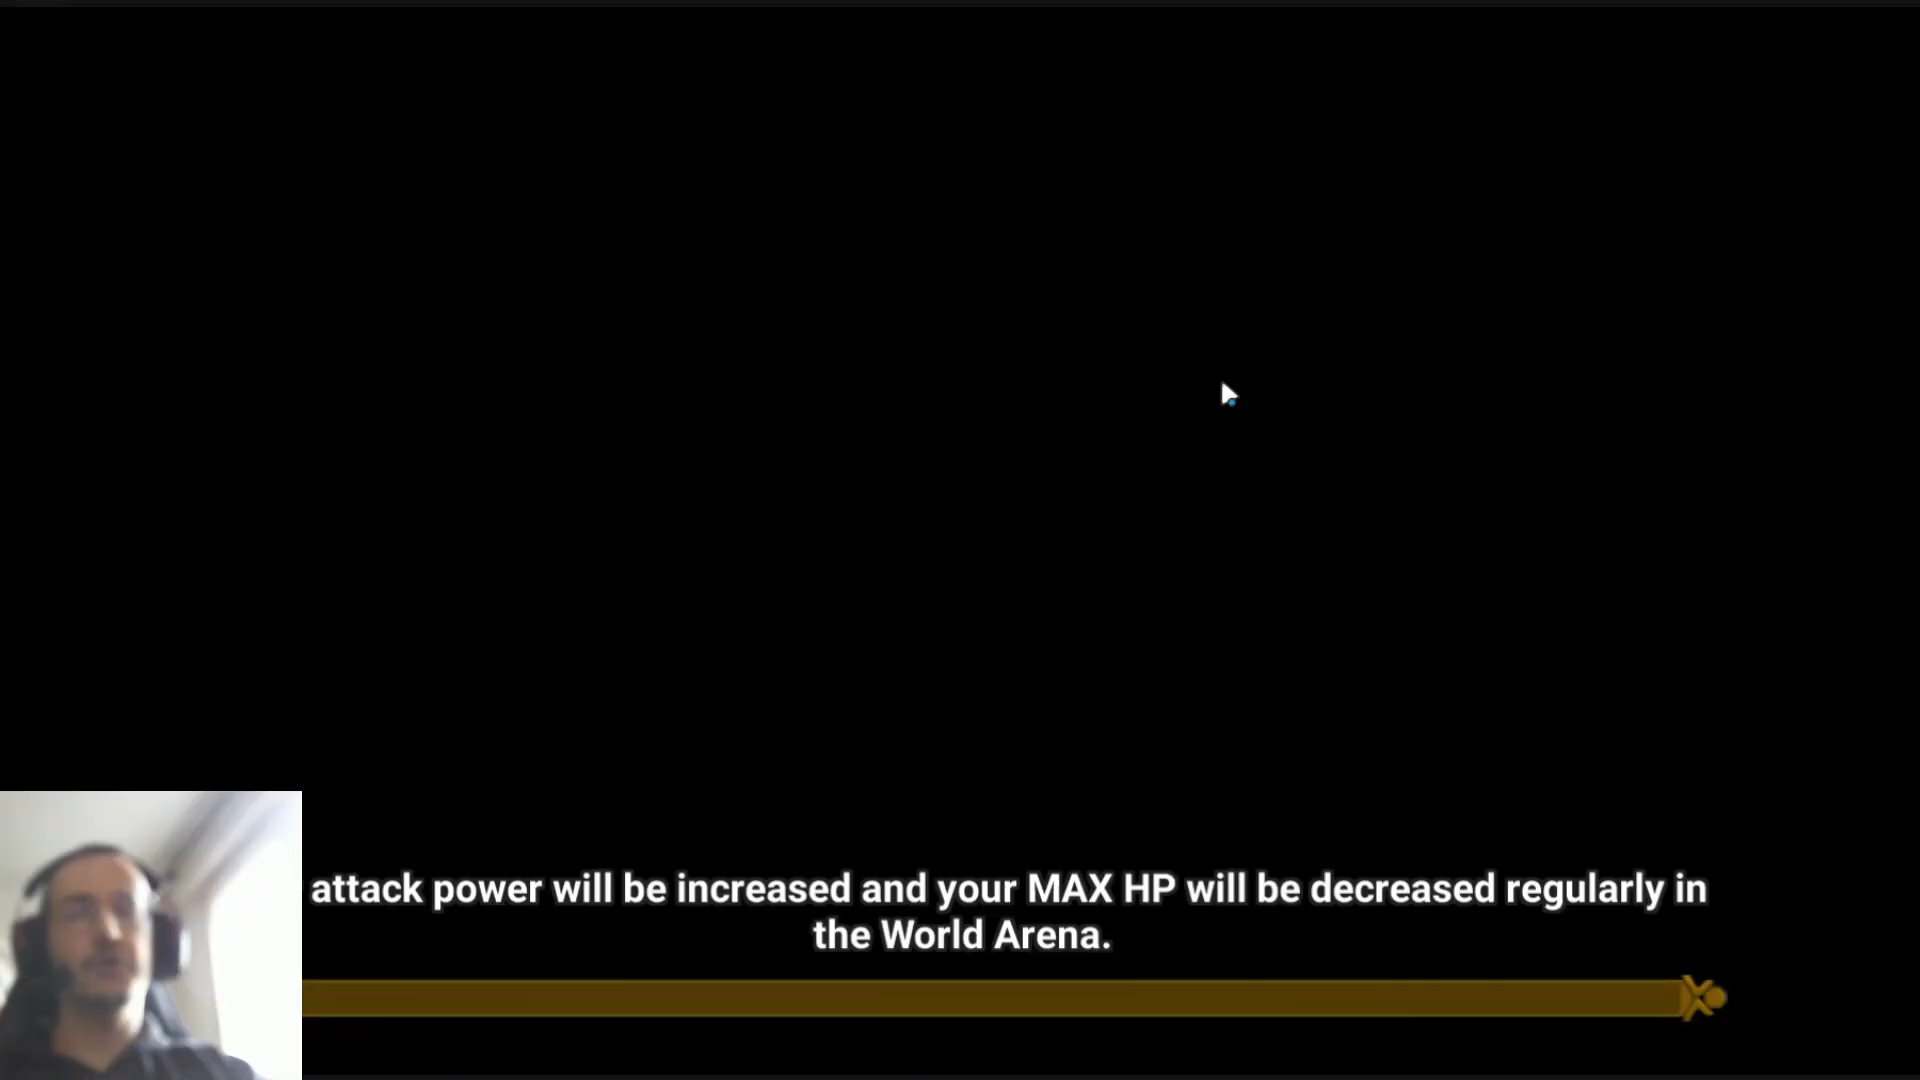 attack power will be increased and your MAX HP will be decreased regularly in
the World Arena.